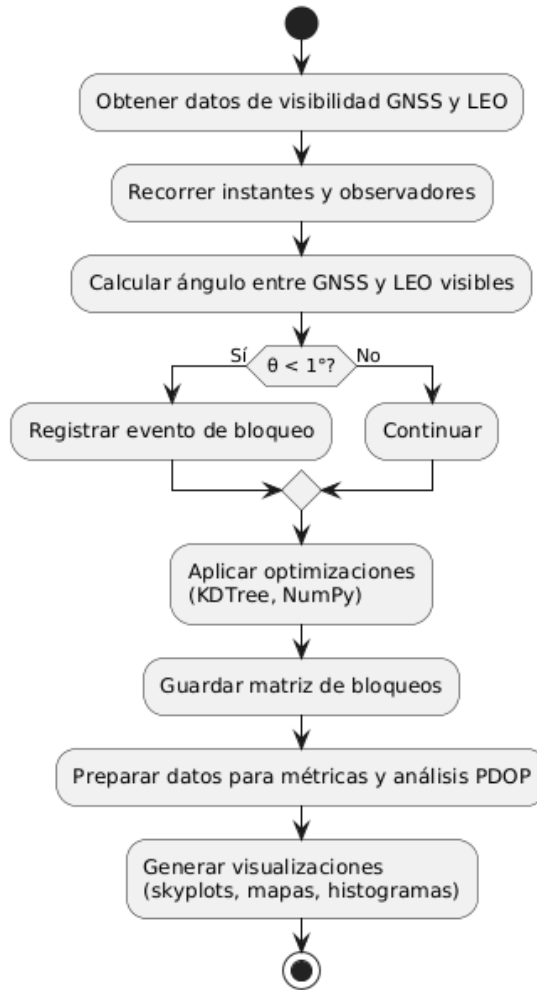 Obtener datos de visibilidad GNSS y LEO
Recorrer instantes y observadores
Calcular ángulo entre GNSS y LEO visibles
Sí
θ < 1°?
No
Registrar evento de bloqueo
Continuar
Aplicar optimizaciones
(KDTree, NumPy)
Guardar matriz de bloqueos
Preparar datos para métricas y análisis PDOP
Generar visualizaciones
(skyplots, mapas, histogramas)